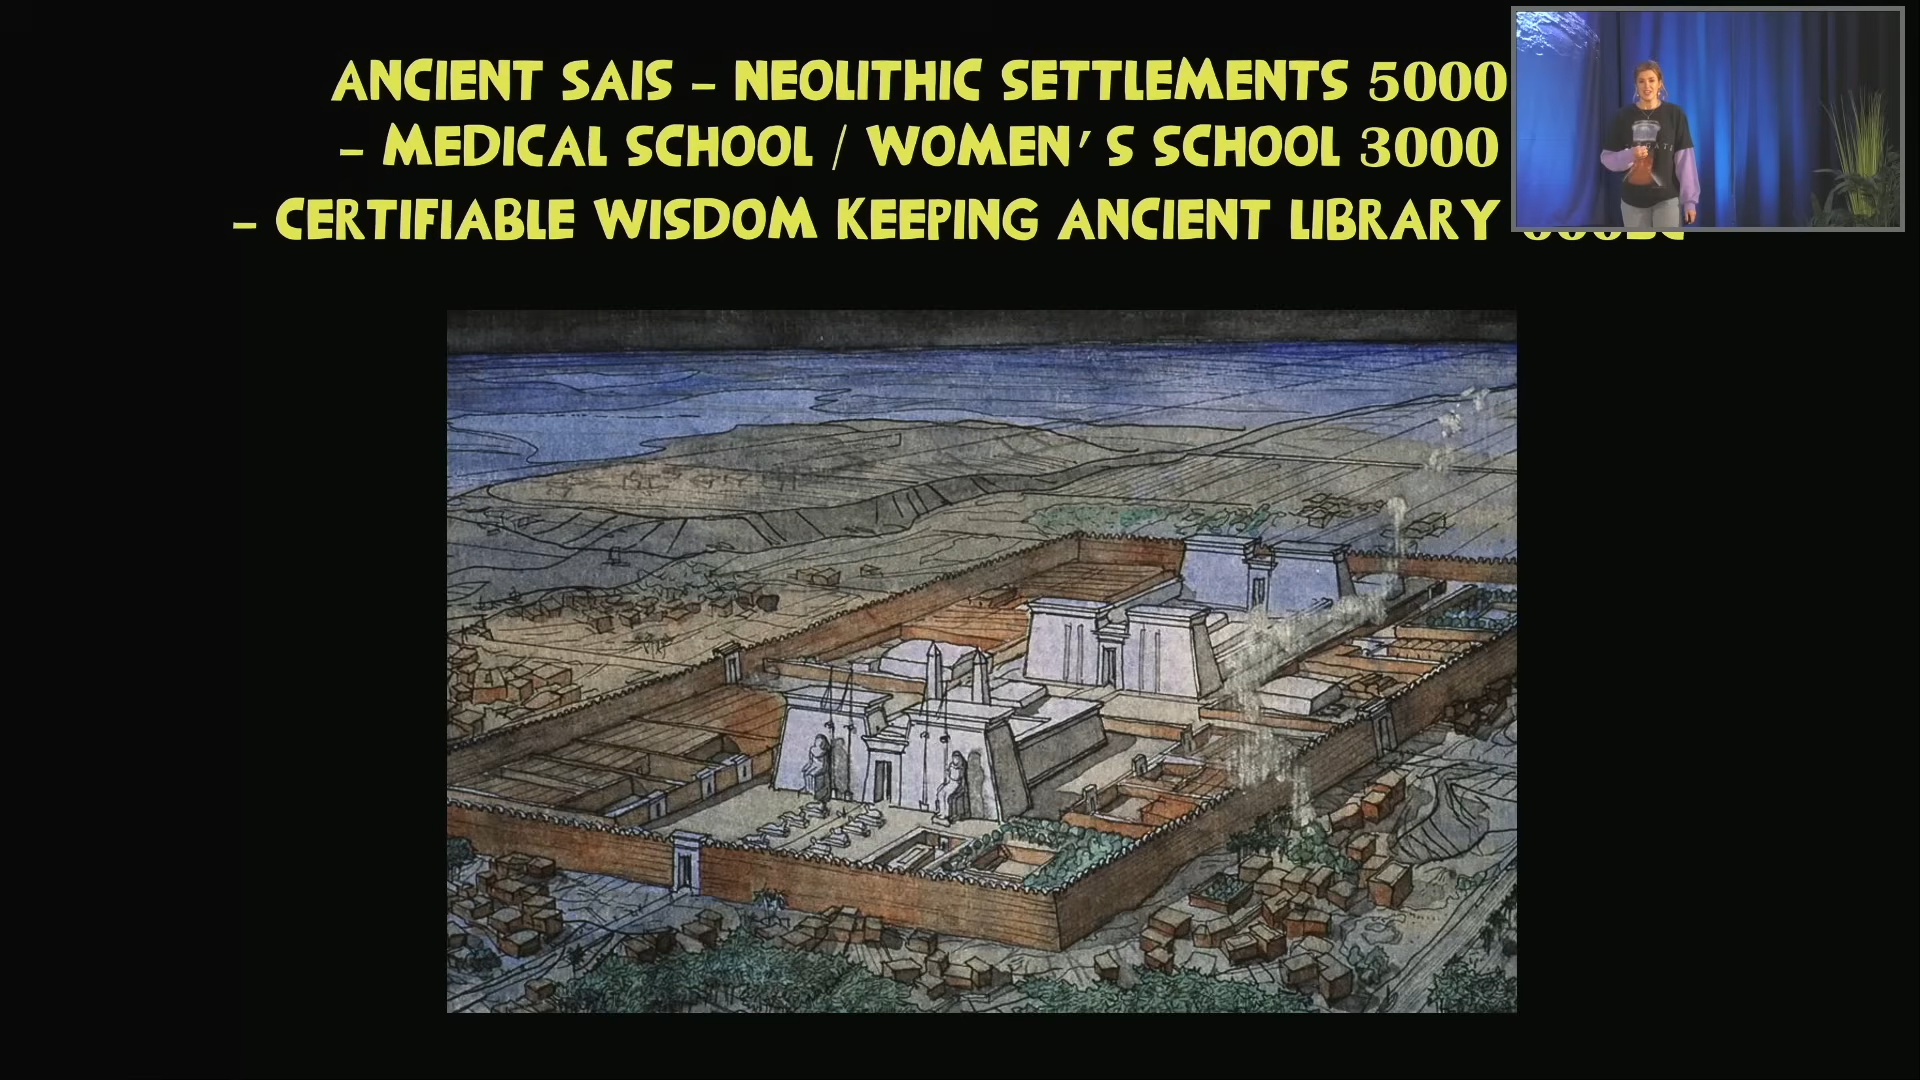 ANCIENT SAIS – NEOLITHIC SETTLEMENTS 5000
– MEDICAL SCHOOL / WOMEN'S SCHOOL 3000
– CERTIFIABLE WISDOM KEEPING ANCIENT LIBRARY